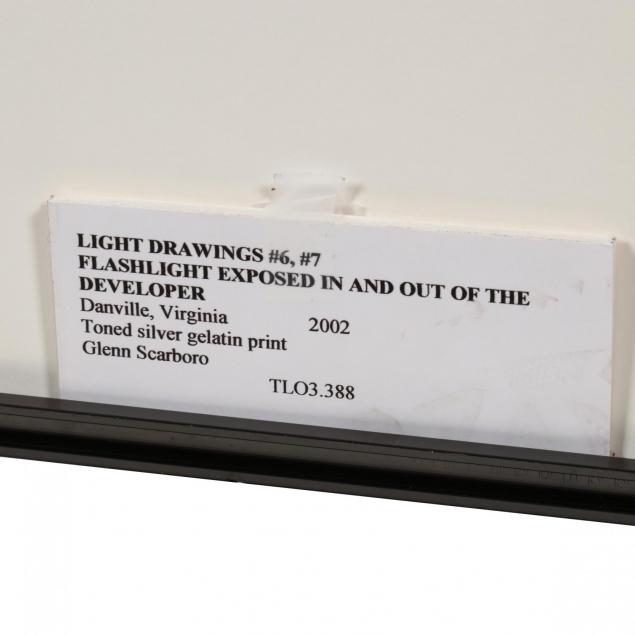 LIGHT DRAWINGS #6, #7
FLASHLIGHT EXPOSED IN AND OUT OF THE
DEVELOPER
Danville, Virginia 2002
Toned silver gelatin print
Glenn Scarboro
TLO3.388